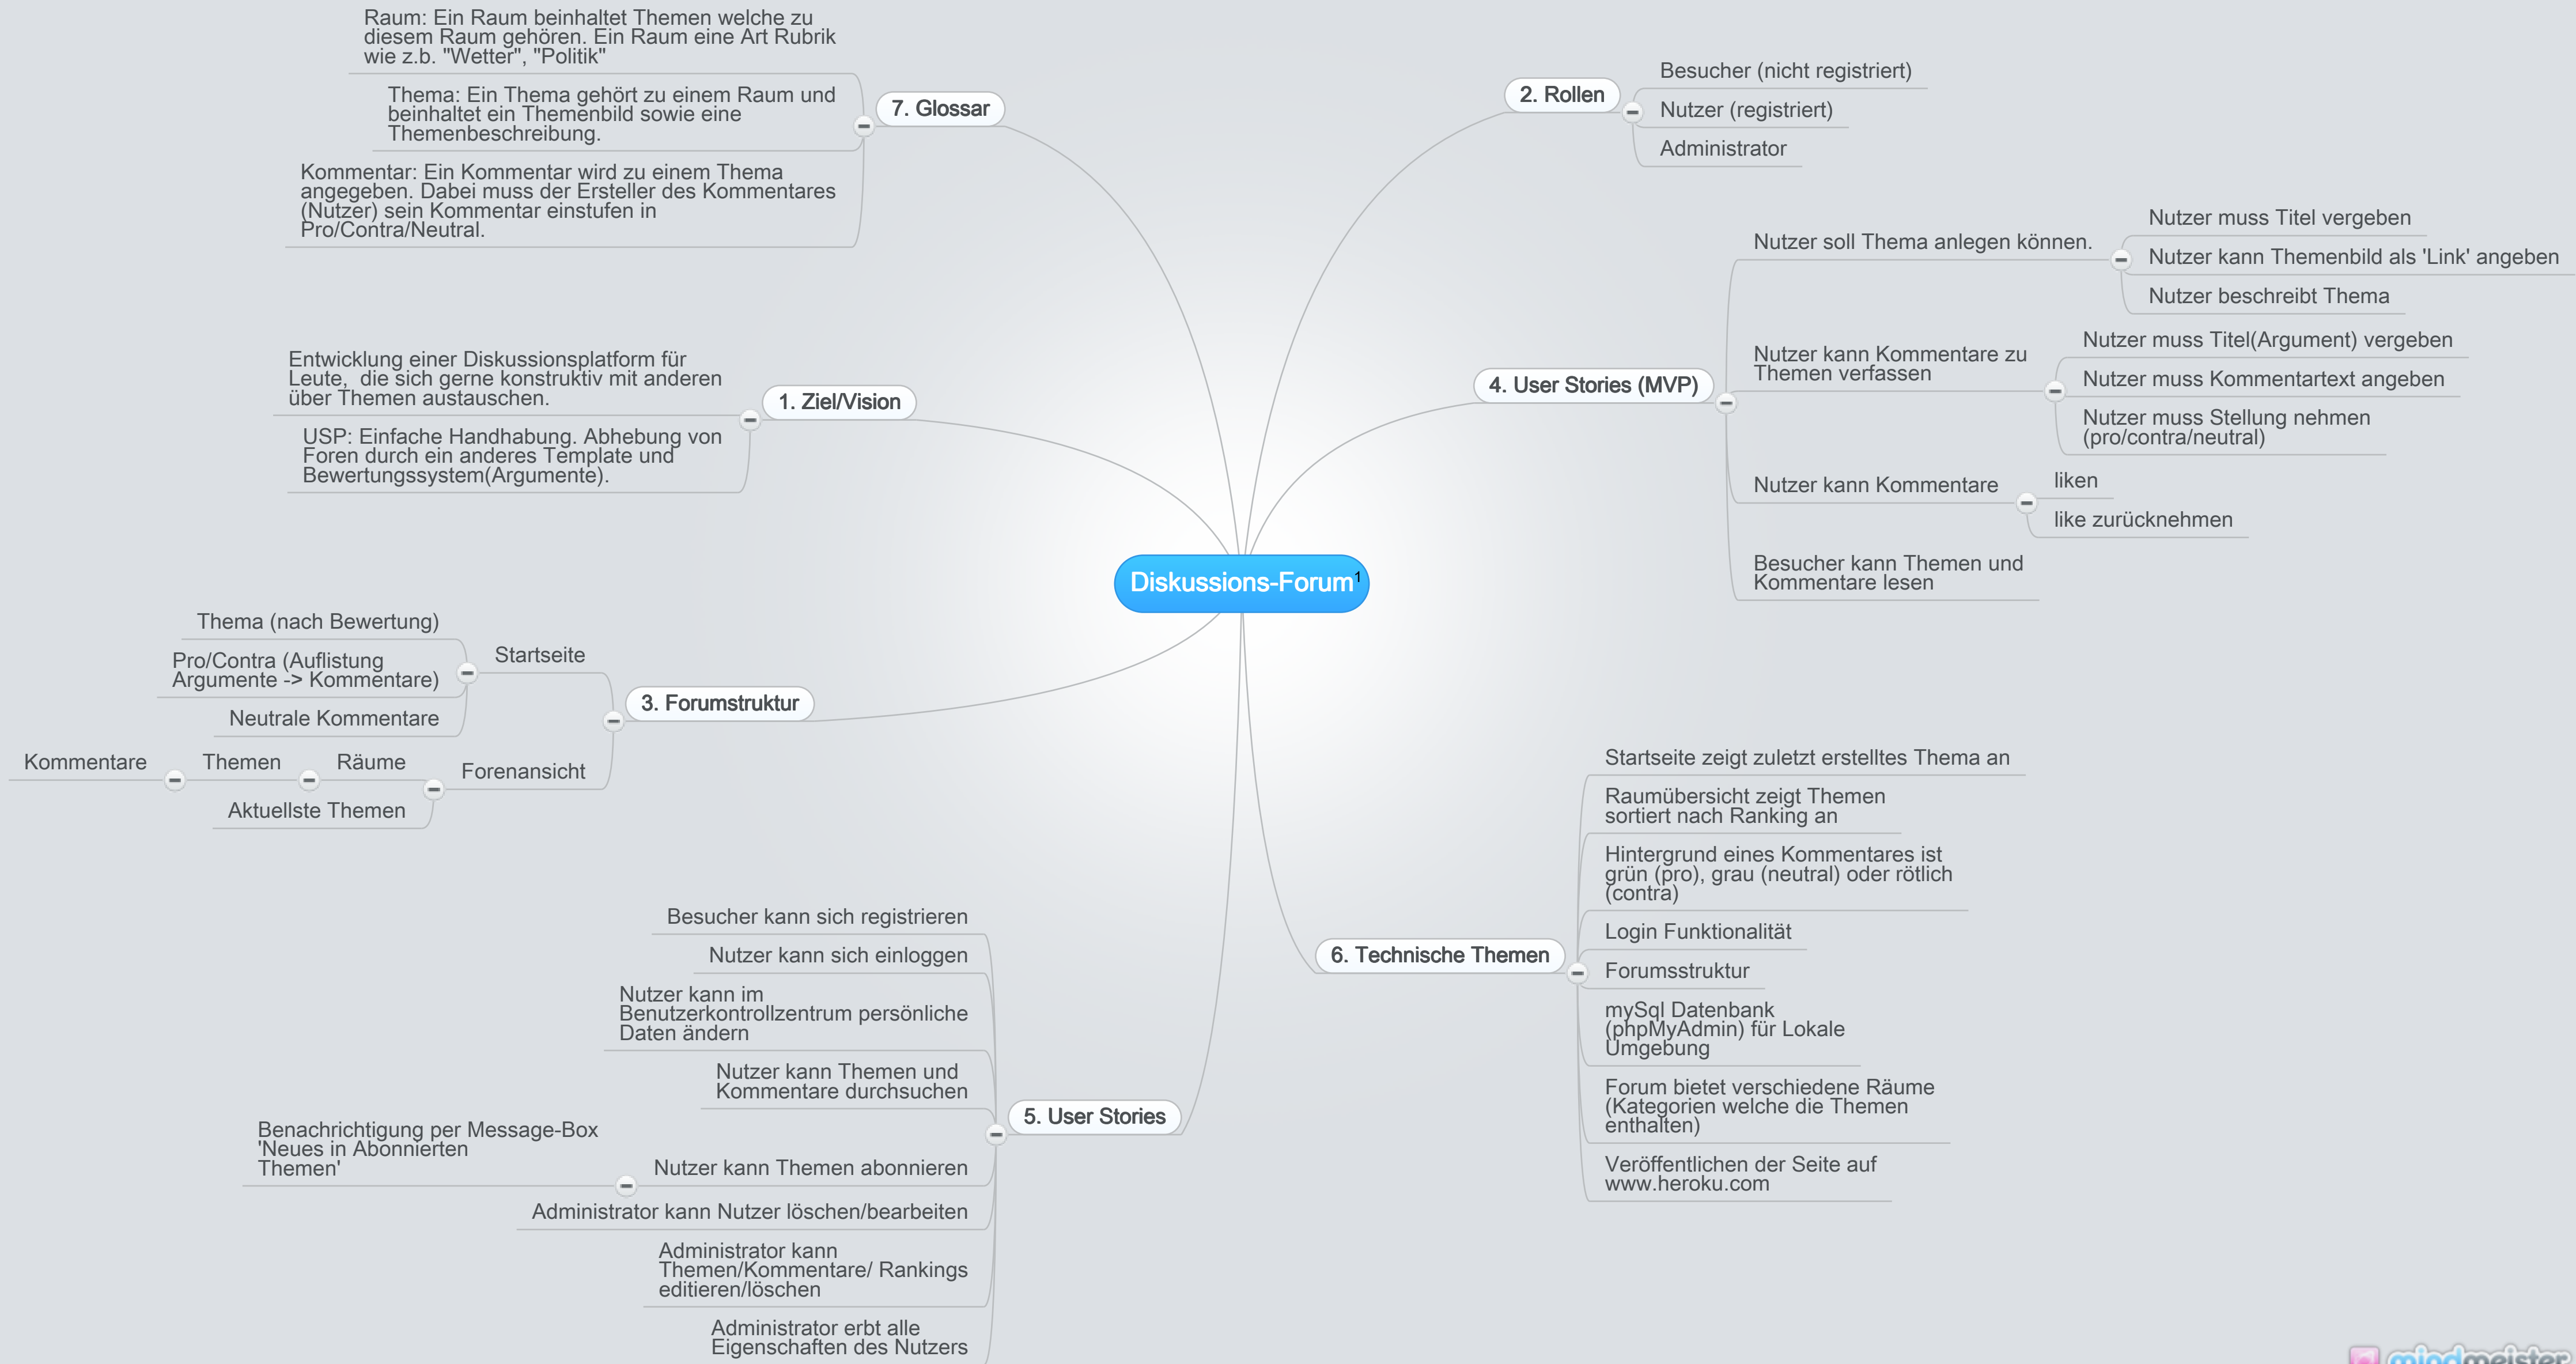 Diskussions-Forum
1
1. Ziel/Vision
Entwicklung einer Diskussionsplatform für
Leute, die sich gerne konstruktiv mit anderen
über Themen austauschen.
USP: Einfache Handhabung. Abhebung von
Foren durch ein anderes Template und
Bewertungssystem(Argumente).
2. Rollen
Besucher (nicht registriert)
Nutzer (registriert)
Administrator
3. Forumstruktur
Startseite
Thema (nach Bewertung)
Pro/Contra (Auflistung
Argumente -> Kommentare)
Neutrale Kommentare
Forenansicht
Räume
Themen
Kommentare
Aktuellste Themen
4. User Stories (MVP)
Nutzer soll Thema anlegen können.
Nutzer muss Titel vergeben
Nutzer kann Themenbild als 'Link' angeben
Nutzer beschreibt Thema
Nutzer kann Kommentare zu
Themen verfassen
Nutzer muss Titel(Argument) vergeben
Nutzer muss Kommentartext angeben
Nutzer muss Stellung nehmen
(pro/contra/neutral)
Nutzer kann Kommentare
liken
like zurücknehmen
Besucher kann Themen und
Kommentare lesen
5. User Stories
Besucher kann sich registrieren
Nutzer kann sich einloggen
Nutzer kann im
Benutzerkontrollzentrum persönliche
Daten ändern
Nutzer kann Themen und
Kommentare durchsuchen
Nutzer kann Themen abonnieren
Benachrichtigung per Message-Box
'Neues in Abonnierten
Themen'
Administrator kann Nutzer löschen/bearbeiten
Administrator kann
Themen/Kommentare/ Rankings
editieren/löschen
Administrator erbt alle
Eigenschaften des Nutzers
6. Technische Themen
Startseite zeigt zuletzt erstelltes Thema an
Raumübersicht zeigt Themen
sortiert nach Ranking an
Hintergrund eines Kommentares ist
grün (pro), grau (neutral) oder rötlich
(contra)
Login Funktionalität
Forumsstruktur
mySql Datenbank
(phpMyAdmin) für Lokale
Umgebung
Forum bietet verschiedene Räume
(Kategorien welche die Themen
enthalten)
Veröffentlichen der Seite auf
www.heroku.com
7. Glossar
Raum: Ein Raum beinhaltet Themen welche zu
diesem Raum gehören. Ein Raum eine Art Rubrik
wie z.b. "Wetter", "Politik"
Thema: Ein Thema gehört zu einem Raum und
beinhaltet ein Themenbild sowie eine
Themenbeschreibung.
Kommentar: Ein Kommentar wird zu einem Thema
angegeben. Dabei muss der Ersteller des Kommentares
(Nutzer) sein Kommentar einstufen in
Pro/Contra/Neutral.
mindmeister